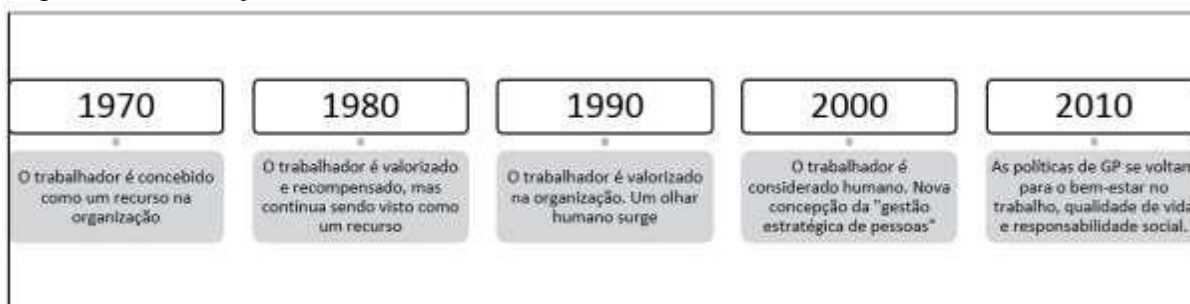 1970
O trabalhador é concebido
como um recurso na
organização
1980
O trabalhador é valorizado
e recompensado, mas
continua sendo visto como
um recurso
1990
O trabalhador é valorizado
na organização. Um olhar
humano surge
2000
O trabalhador é
considerado humano. Nova
concepção da "gestão
estratégica de pessoas"
2010
As políticas de GP se voltam
para o bem-estar no
trabalho, qualidade de vida
e responsabilidade social.